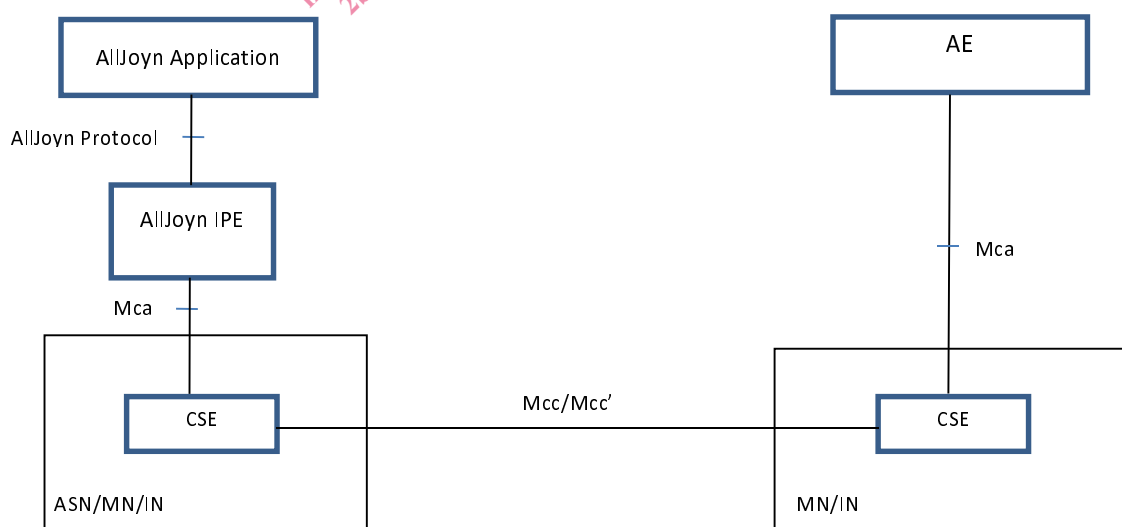 AllJoyn Application
AE
AllJoyn Protocol
AllJoyn IPE
Mca
Mca
CSE
Mcc/Mcc’
CSE
ASN/MN/IN
MN/IN